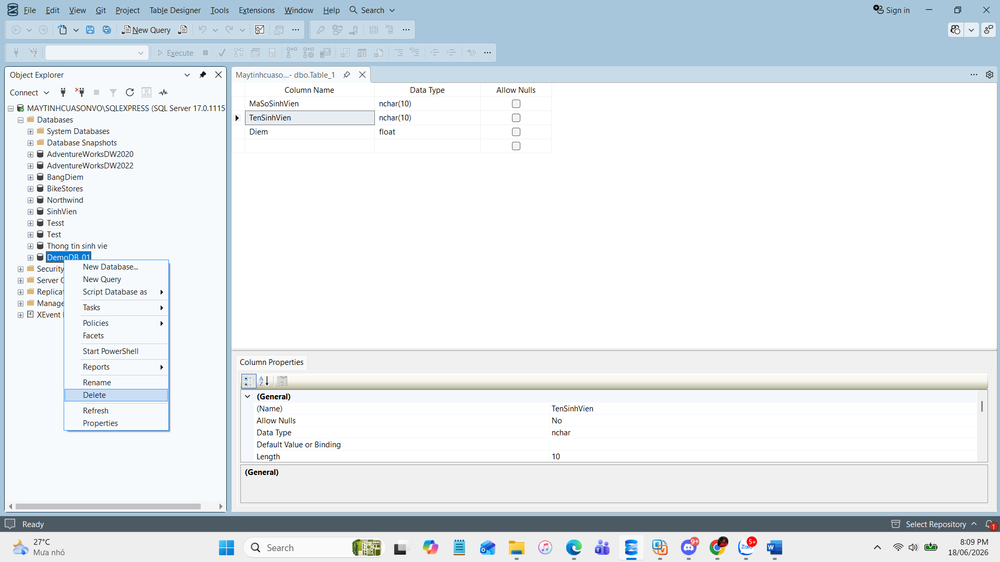 File Edit View Git Project Table Designer Tools Extensions Window Help Search Sign in
New Query
Execute
Object Explorer
Connect
MAYTINHCUASONVO\SQLEXPRESS (SQL Server 17.0.1115
Databases
System Databases
Database Snapshots
AdventureWorksDW2020
AdventureWorksDW2022
BangDiem
BikeStores
Northwind
SinhVien
Tesst
Test
Thong tin sinh vie
DemoDB_01
Security
Server
Replicat
Manage
XEvent
New Database...
New Query
Script Database as
Tasks
Policies
Facets
Start PowerShell
Reports
Rename
Delete
Refresh
Properties
Maytinhcuaso...- dbo.Table_1
Column Name Data Type Allow Nulls
MaSoSinhVien nchar(10)
TenSinhVien nchar(10)
Diem float
Column Properties
(General)
(Name) TenSinhVien
Allow Nulls No
Data Type nchar
Default Value or Binding
Length 10
(General)
Ready Select Repository 1
27°C
Mưa nhỏ
Search
9+
5+
Zalo
8:09 PM
18/06/2026